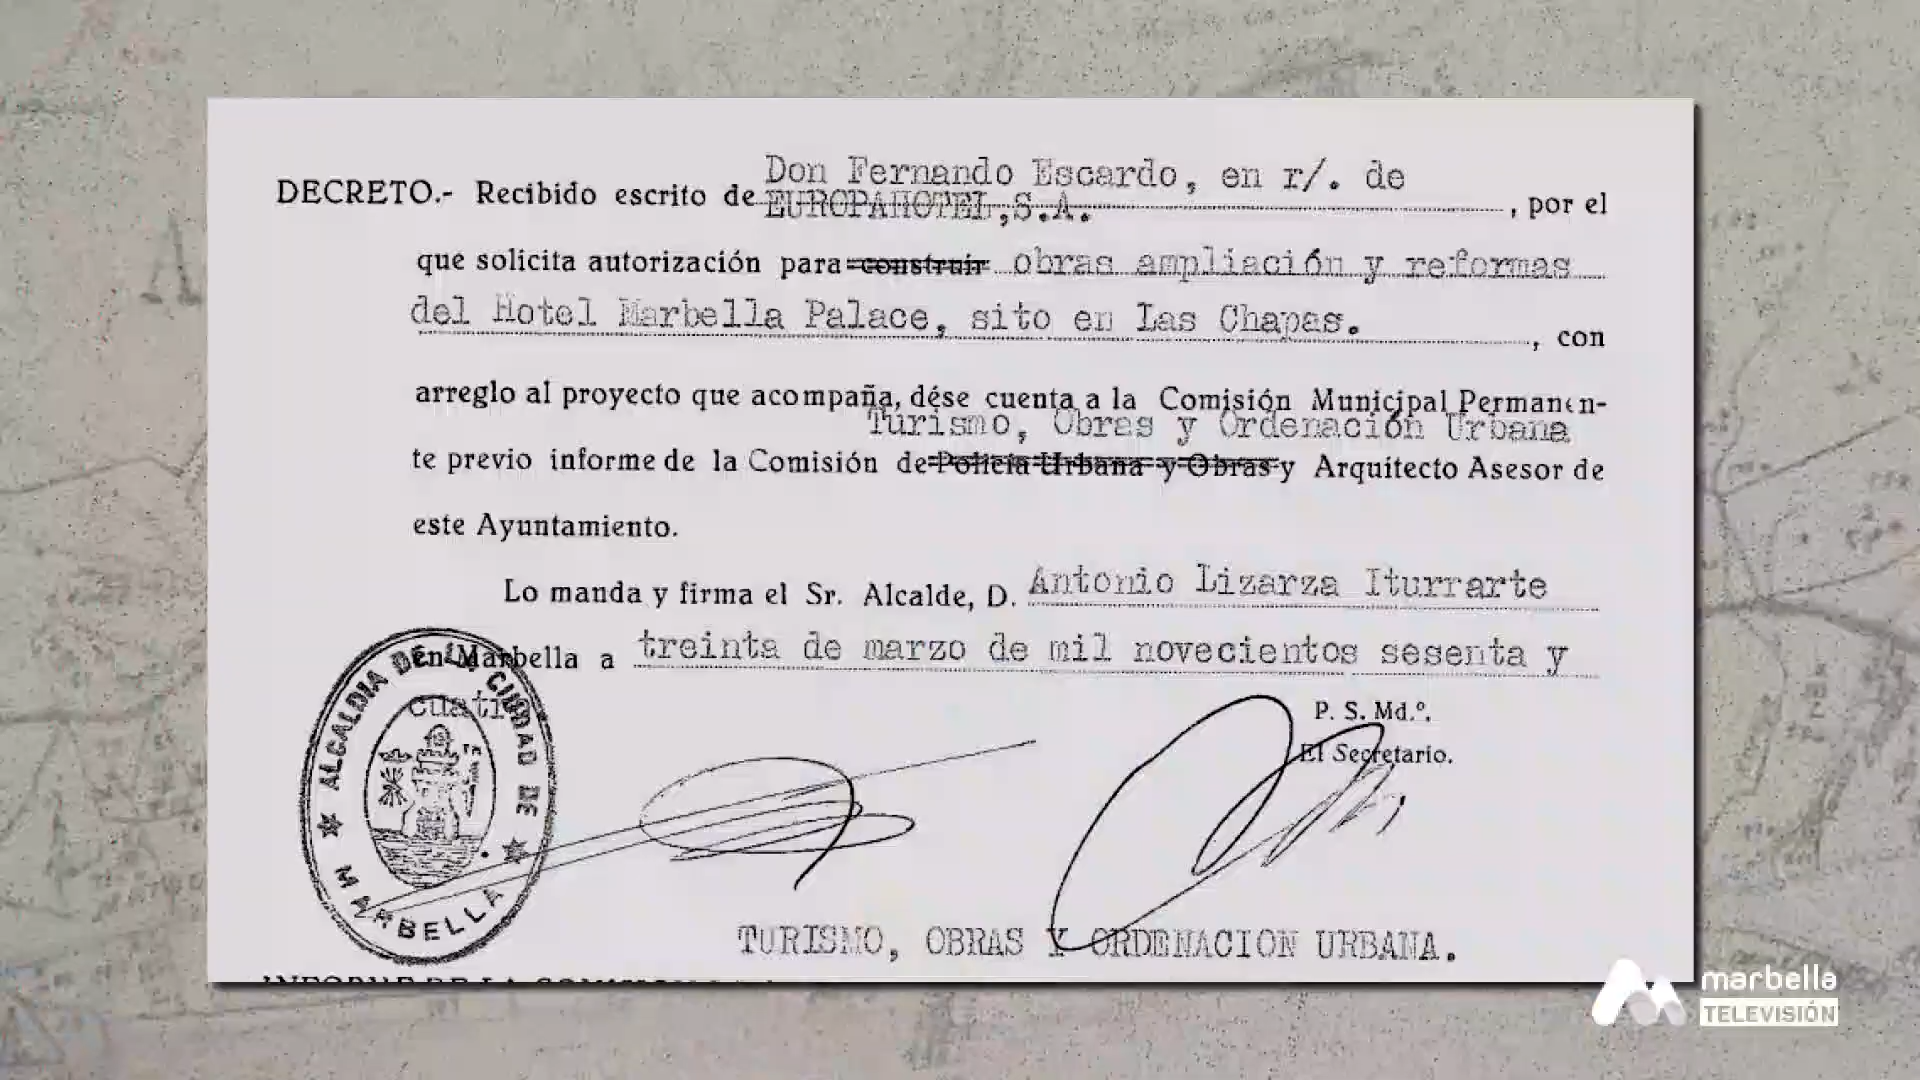 Don Fernando Escardo, en r/. de
DECRETO.- Recibido escrito de EUROPAHOTEL,S.A. , por el
que solicita autorización para construir obras ampliación y reformas
del Hotel Marbella Palace, sito en Las Chapas. , con
arreglo al proyecto que acompaña, dése cuenta a la Comisión Municipal Permanen-
Turismo, Obras y Ordenación Urbana
te previo informe de la Comisión de Policía Urbana y Obras y Arquitecto Asesor de
este Ayuntamiento.
Lo manda y firma el Sr. Alcalde, D. Antonio Lizarza Iturrarte
en Marbella a treinta de marzo de mil novecientos sesenta y
P. S. Md.º.
El Secretario.
ALCALDIA DE LA CIUDAD DE
MARBELLA
TURISMO, OBRAS Y ORDENACION URBANA.
marbella
TELEVISIÓN